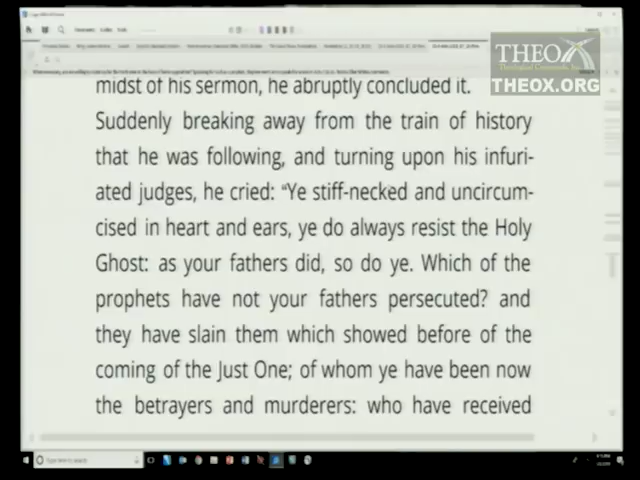 THEOX
THEOX.ORG
midst of his sermon, he abruptly concluded it.
Suddenly breaking away from the train of history
that he was following, and turning upon his infuri-
ated judges, he cried: “Ye stiff-necked and uncircum-
cised in heart and ears, ye do always resist the Holy
Ghost: as your fathers did, so do ye. Which of the
prophets have not your fathers persecuted? and
they have slain them which showed before of the
coming of the Just One; of whom ye have been now
the betrayers and murderers: who have received